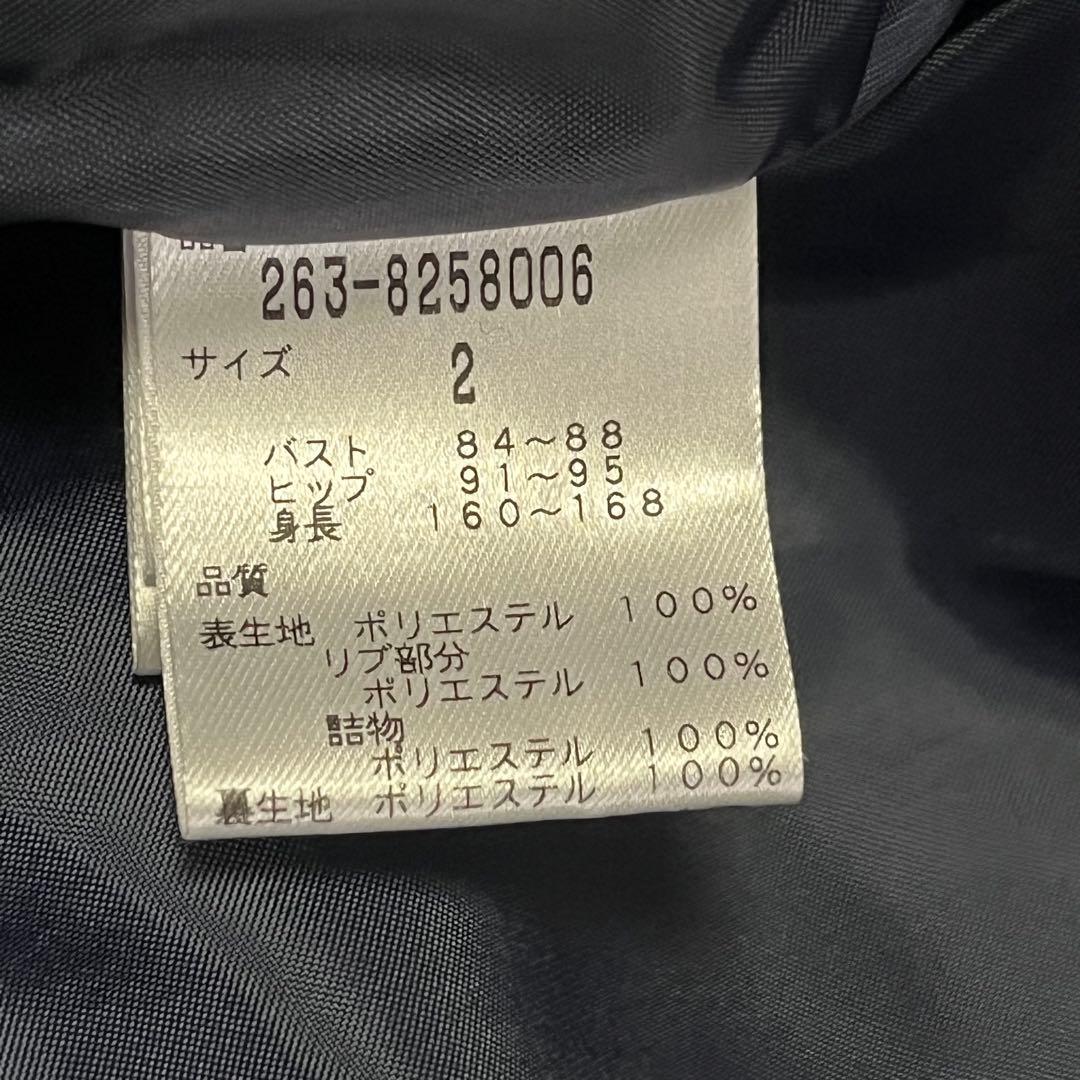 263-8258006
サイズ 2
バスト 84～88
ヒップ 91～95
身長 160～168
品質
表生地 ポリエステル 100%
リブ部分
ポリエステル 100%
詰物
ポリエステル 100%
裏生地 ポリエステル 100%